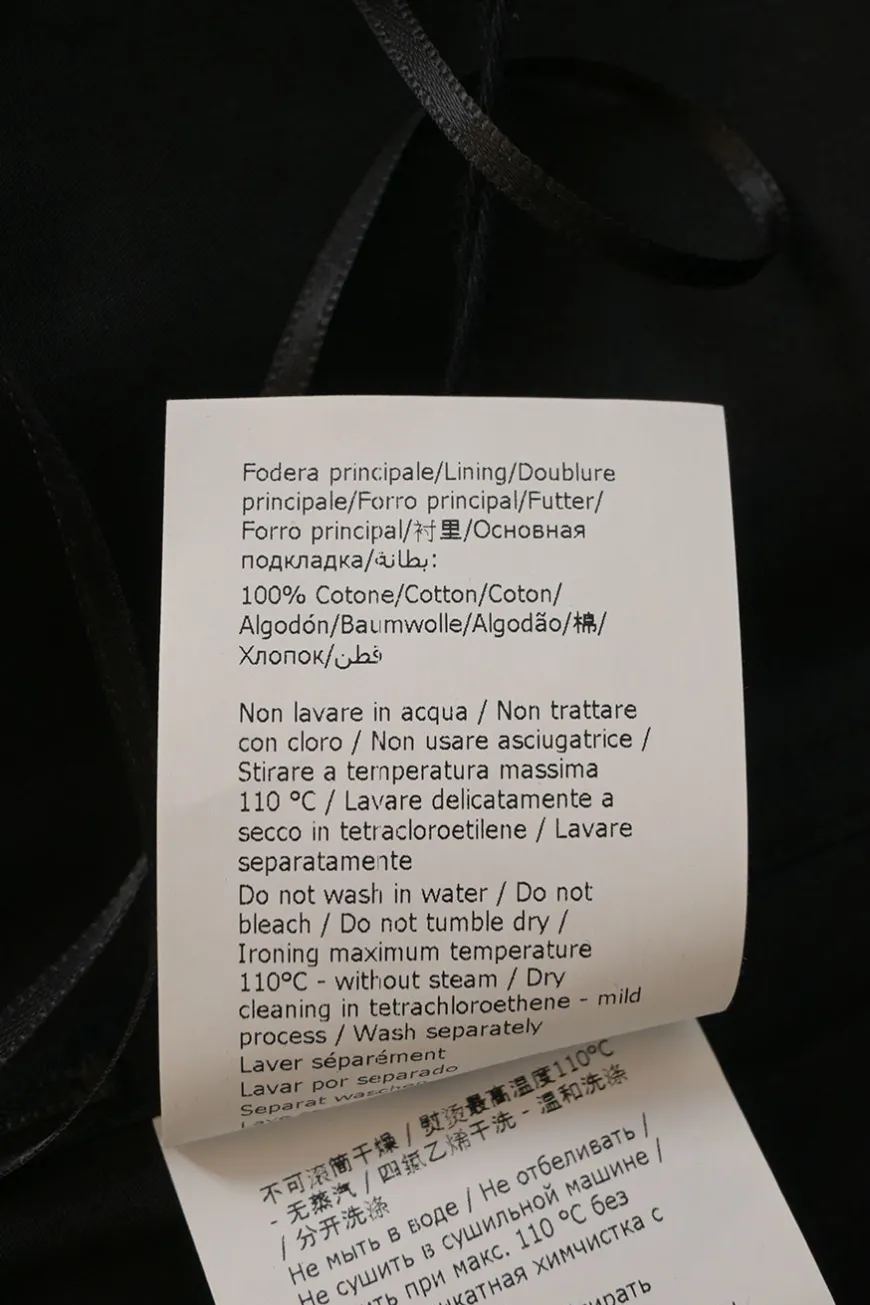 Fodera principale/Lining/Doublure
principale/Forro principal/Futter/
Forro principal/衬里/Основная
подкладка/بطانة:
100% Cotone/Cotton/Coton/
Algodón/Baumwolle/Algodão/棉/
Хлопок/قطن
Non lavare in acqua / Non trattare
con cloro / Non usare asciugatrice /
Stirare a temperatura massima
110 °C / Lavare delicatamente a
secco in tetracloroetilene / Lavare
separatamente
Do not wash in water / Do not
bleach / Do not tumble dry /
Ironing maximum temperature
110°C - without steam / Dry
cleaning in tetrachloroethene - mild
process / Wash separately
Laver séparément
Lavar por separado
Separat
不可滚筒干燥 / 熨烫最高温度110°C
- 无蒸汽 / 四氯乙烯干洗 - 温和洗涤
/ 分开洗涤
Не мыть в воде / Не отбеливать /
Не сушить в сушильной машине /
при макс. 110 °C без
химчистка с